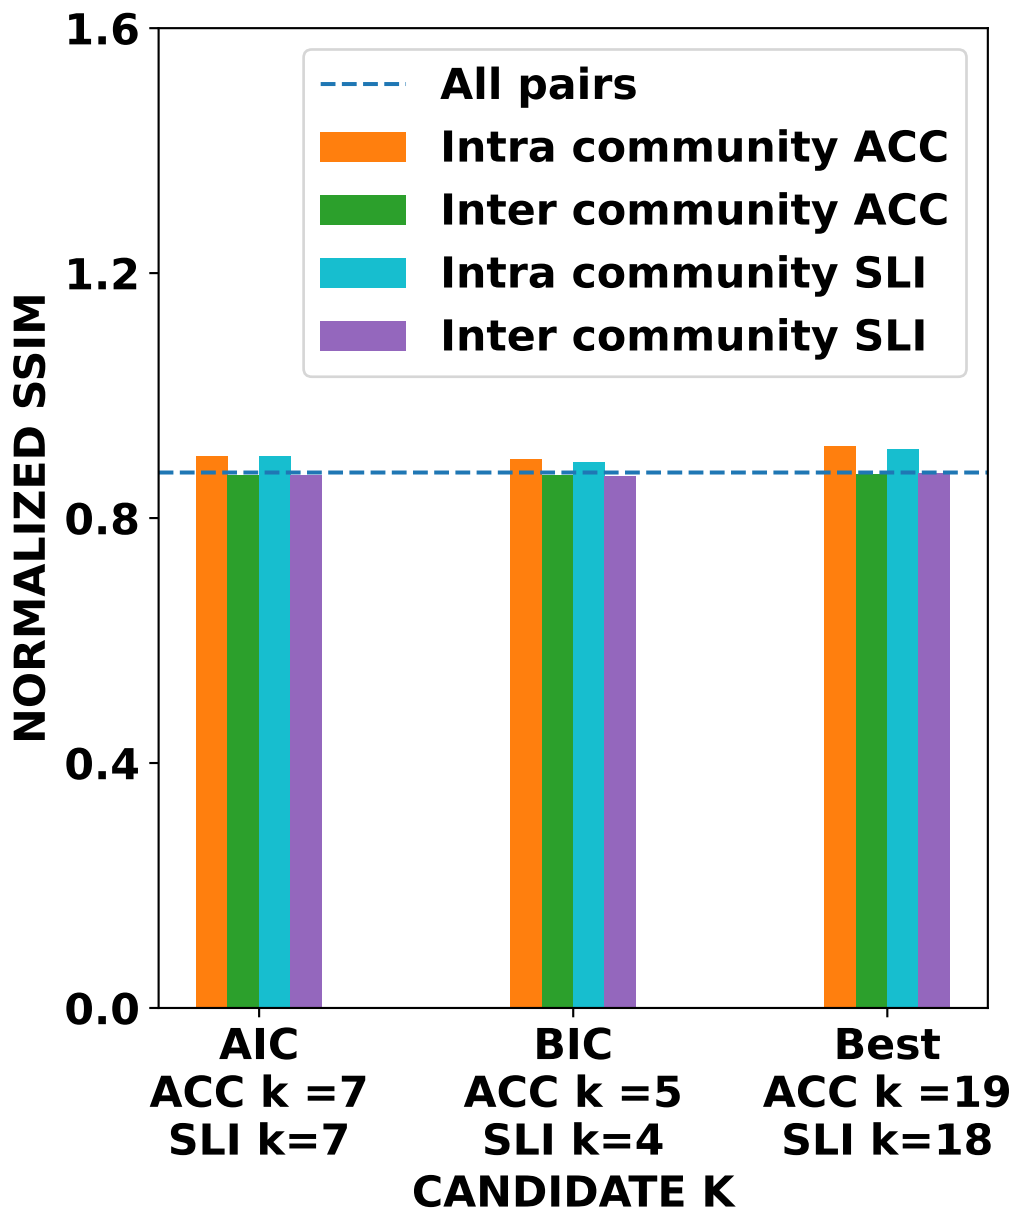 1.6
1.2
0.8
0.4
0.0
NORMALIZED SSIM
All pairs
Intra community ACC
Inter community ACC
Intra community SLI
Inter community SLI
AIC
ACC k =7
SLI k=7
BIC
ACC k =5
SLI k=4
Best
ACC k =19
SLI k=18
CANDIDATE K